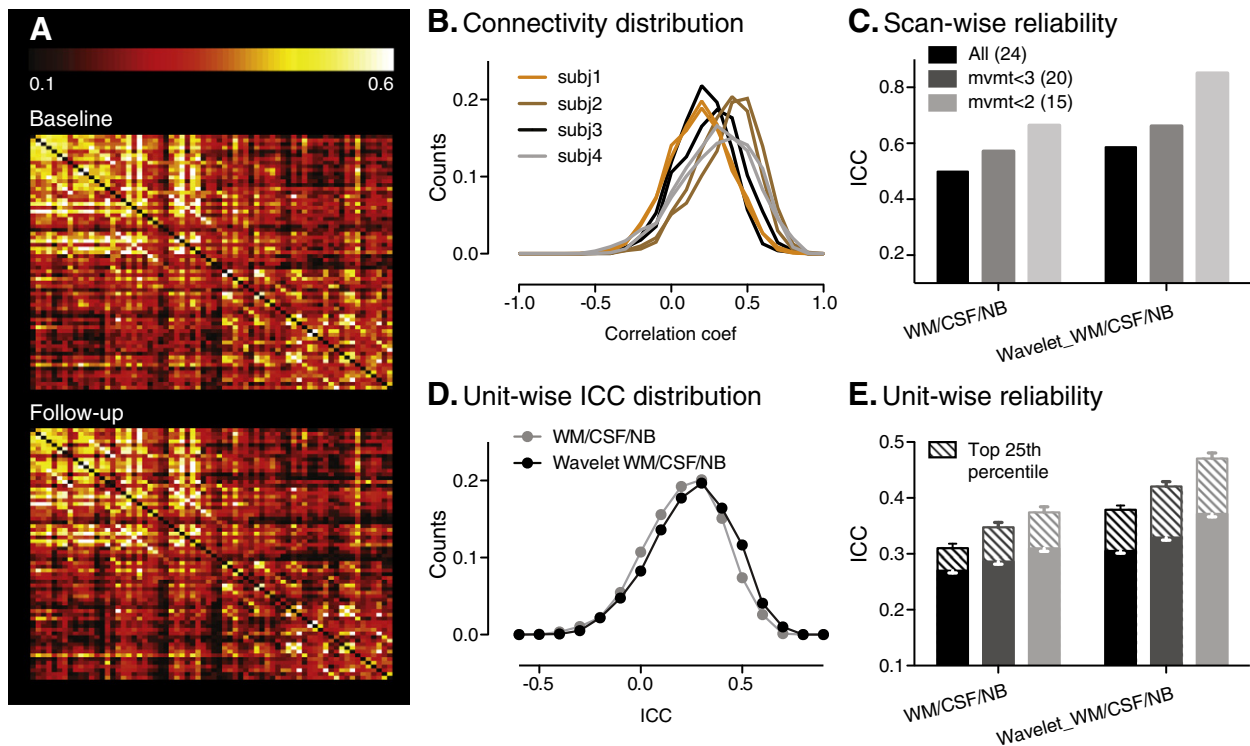 A
0.1 0.6
Baseline
Follow-up
B. Connectivity distribution
subj1
subj2
subj3
subj4
Counts
0.2
0.1
0.0
-1.0 -0.5 0.0 0.5 1.0
Correlation coef
C. Scan-wise reliability
All (24)
mvmt<3 (20)
mvmt<2 (15)
ICC
0.8
0.6
0.4
0.2
WM/CSF/NB
Wavelet_WM/CSF/NB
D. Unit-wise ICC distribution
WM/CSF/NB
Wavelet WM/CSF/NB
Counts
0.2
0.1
0.0
-0.5 0.0 0.5
ICC
E. Unit-wise reliability
Top 25th
percentile
ICC
0.5
0.4
0.3
0.2
0.1
WM/CSF/NB
Wavelet_WM/CSF/NB